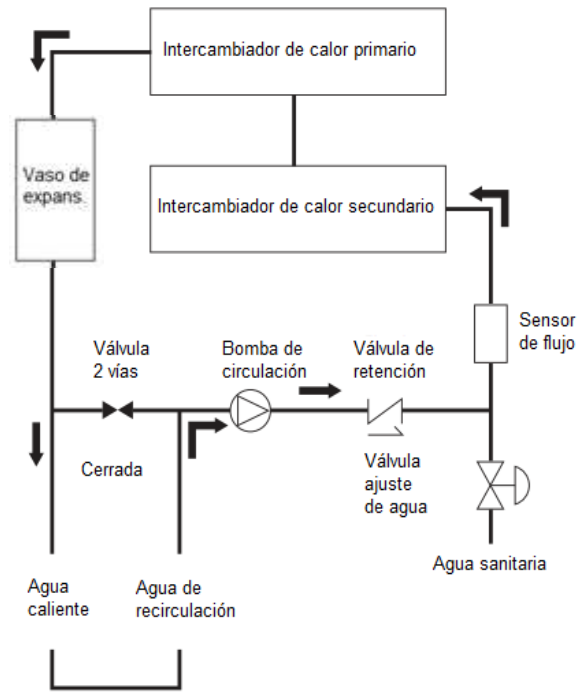 Intercambiador de calor primario
Vaso de
expans.
Intercambiador de calor secundario
Sensor
de flujo
Válvula
2 vías
Bomba de
circulación
Válvula de
retención
Cerrada
Válvula
ajuste
de agua
Agua sanitaria
Agua
caliente
Agua de
recirculación